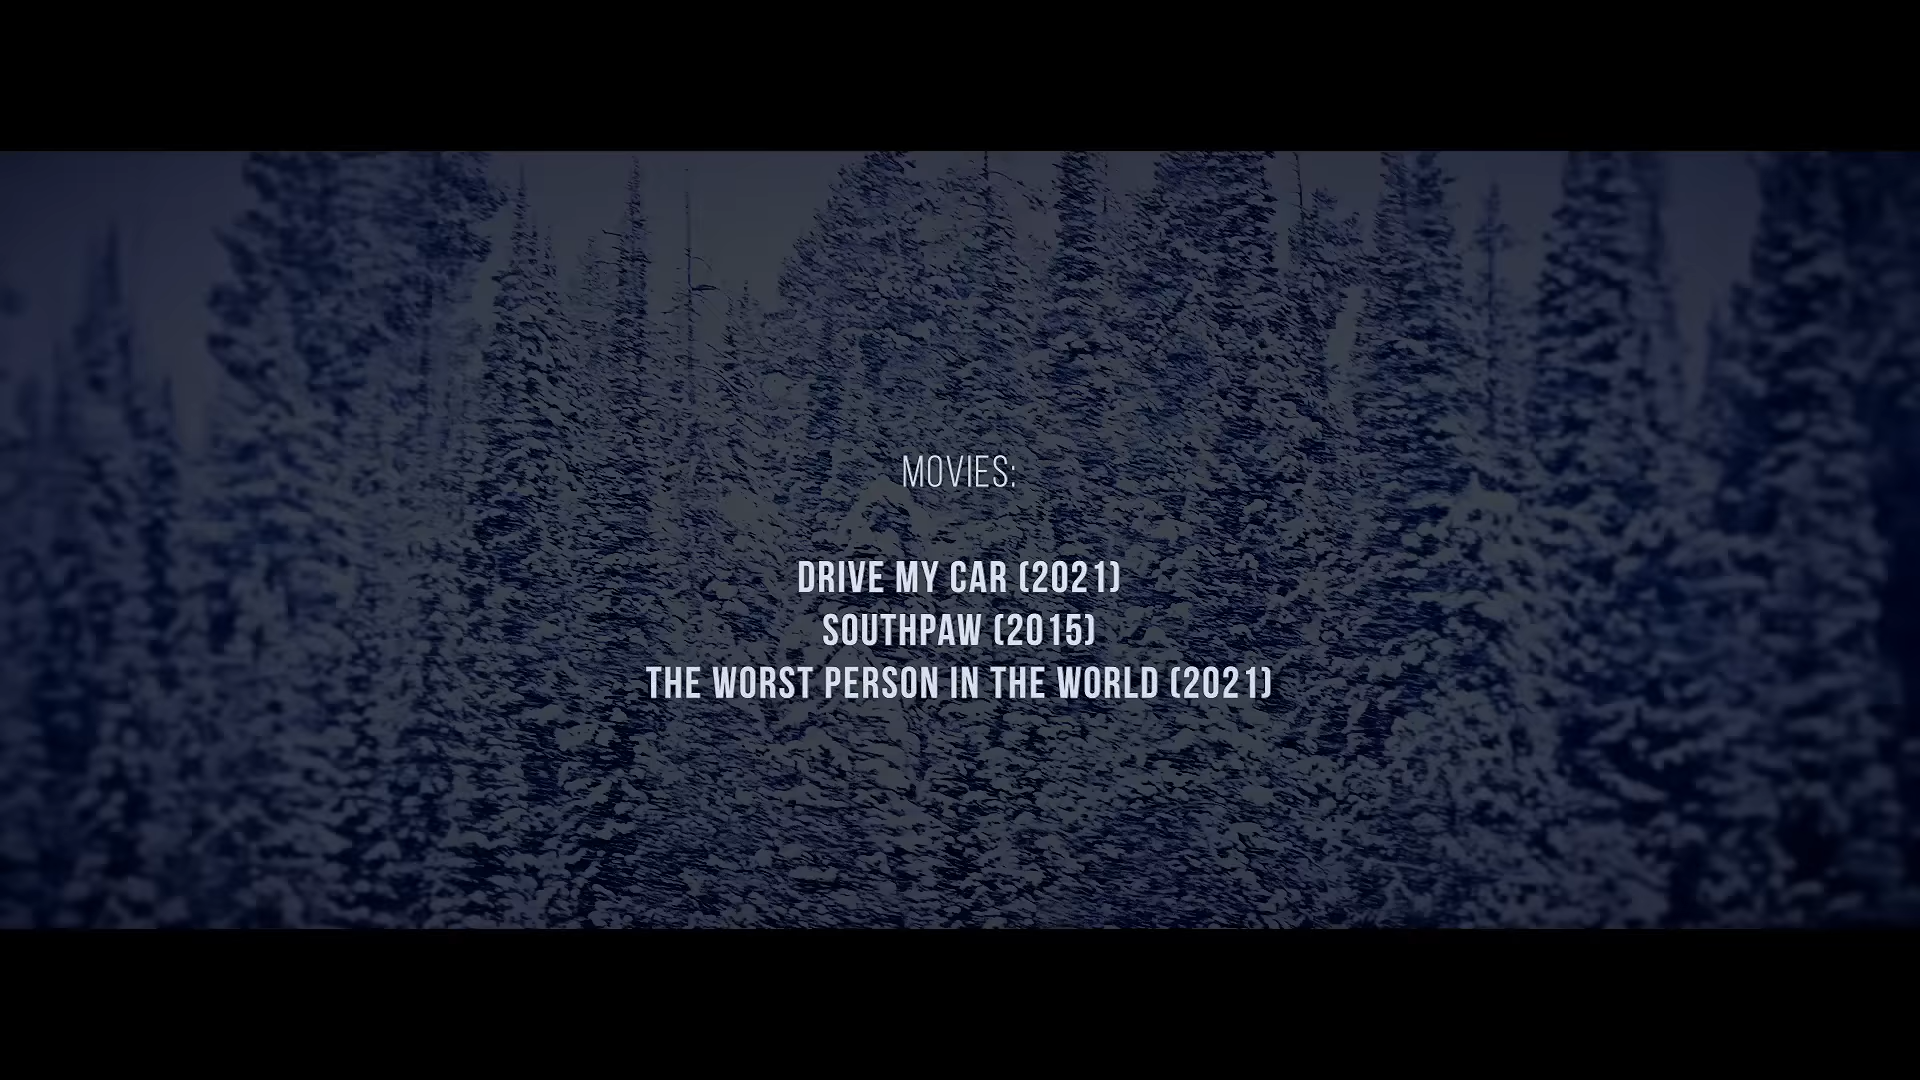 MOVIES:
DRIVE MY CAR (2021)
SOUTHPAW (2015)
THE WORST PERSON IN THE WORLD (2021)